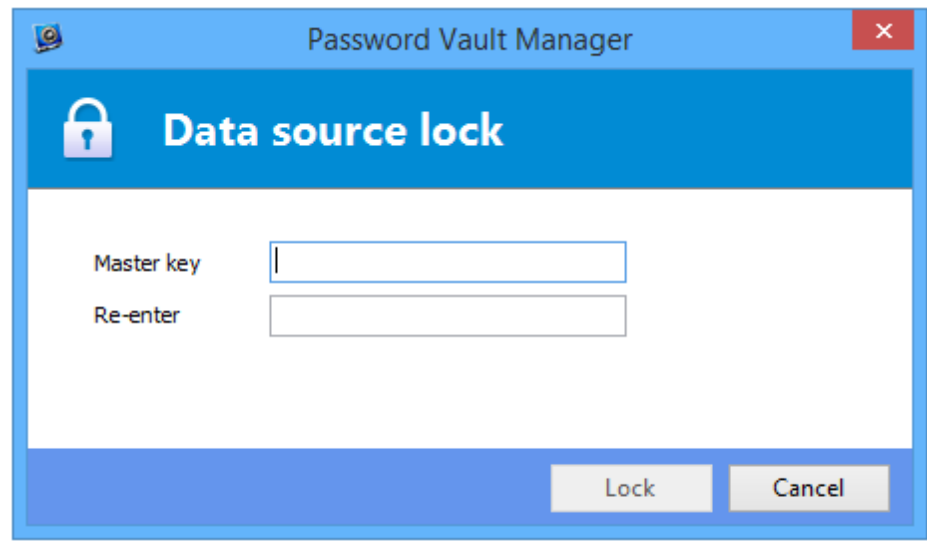 Password Vault Manager
Data source lock
Master key
Re-enter
Lock Cancel